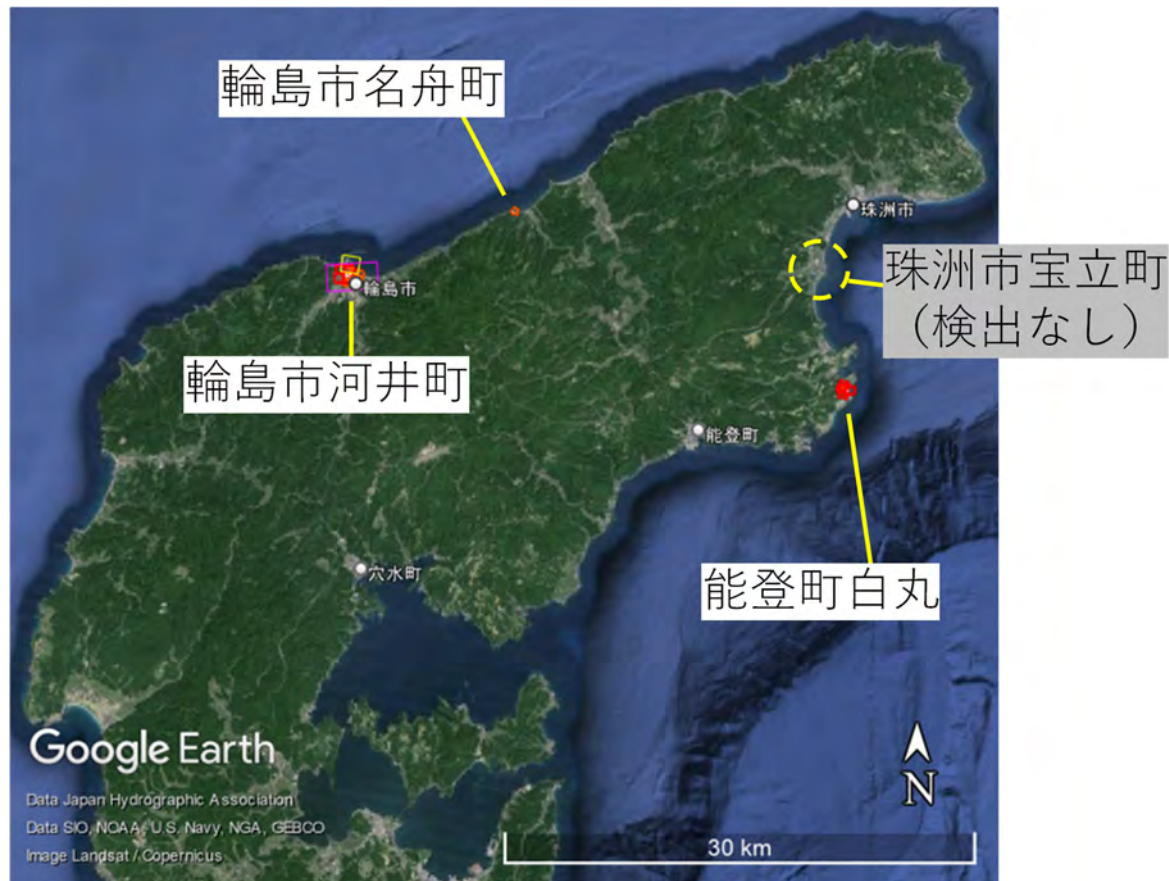 輪島市名舟町
珠洲市
珠洲市宝立町
（検出なし）
輪島市
輪島市河井町
能登町
穴水町
能登町白丸
Google Earth
Data Japan Hydrographic Association
Data SIO, NOAA, U.S. Navy, NGA, GEBCO
Image Landsat / Copernicus
N
30 km